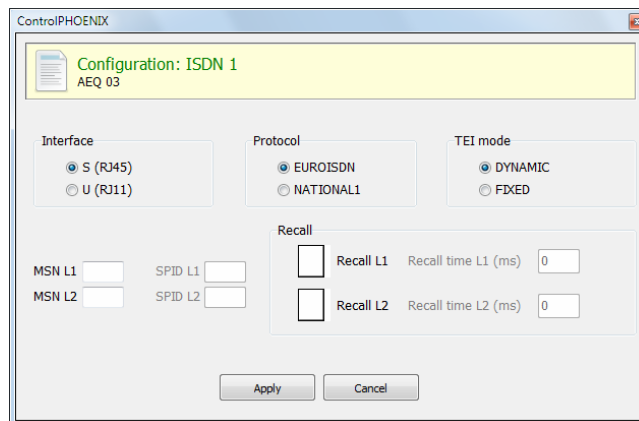 ControlPHOENIX
Configuration: ISDN 1
AEQ 03
Interface
S (RJ45)
U (RJ11)
Protocol
EUROISDN
NATIONAL1
TEI mode
DYNAMIC
FIXED
MSN L1 SPID L1
MSN L2 SPID L2
Recall
Recall L1 Recall time L1 (ms) 0
Recall L2 Recall time L2 (ms) 0
Apply Cancel